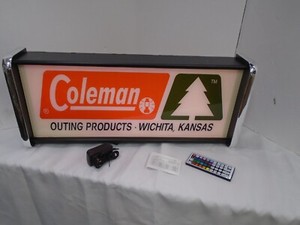 Coleman ®
TM
OUTING PRODUCTS · WICHITA, KANSAS